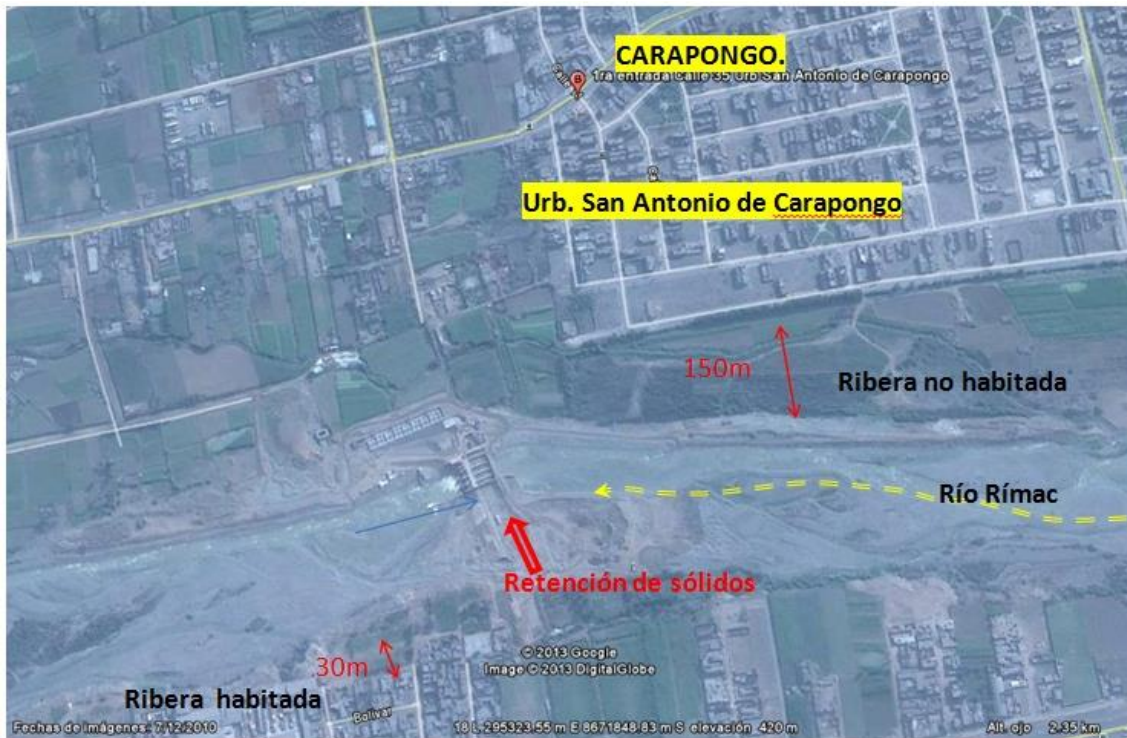 CARAPONGO.
1ra entrada Calle 35 Urb San Antonio de Carapongo
B
Urb. San Antonio de Carapongo
150m
Ribera no habitada
Río Rímac
Retención de sólidos
30m
© 2013 Google
Image © 2013 DigitalGlobe
Ribera habitada
Bolivar
Fechas de imágenes: 7/12/2010
18 L 295323.55 m E 8671848.83 m S elevación 420 m
Alt. ojo 2.35 km